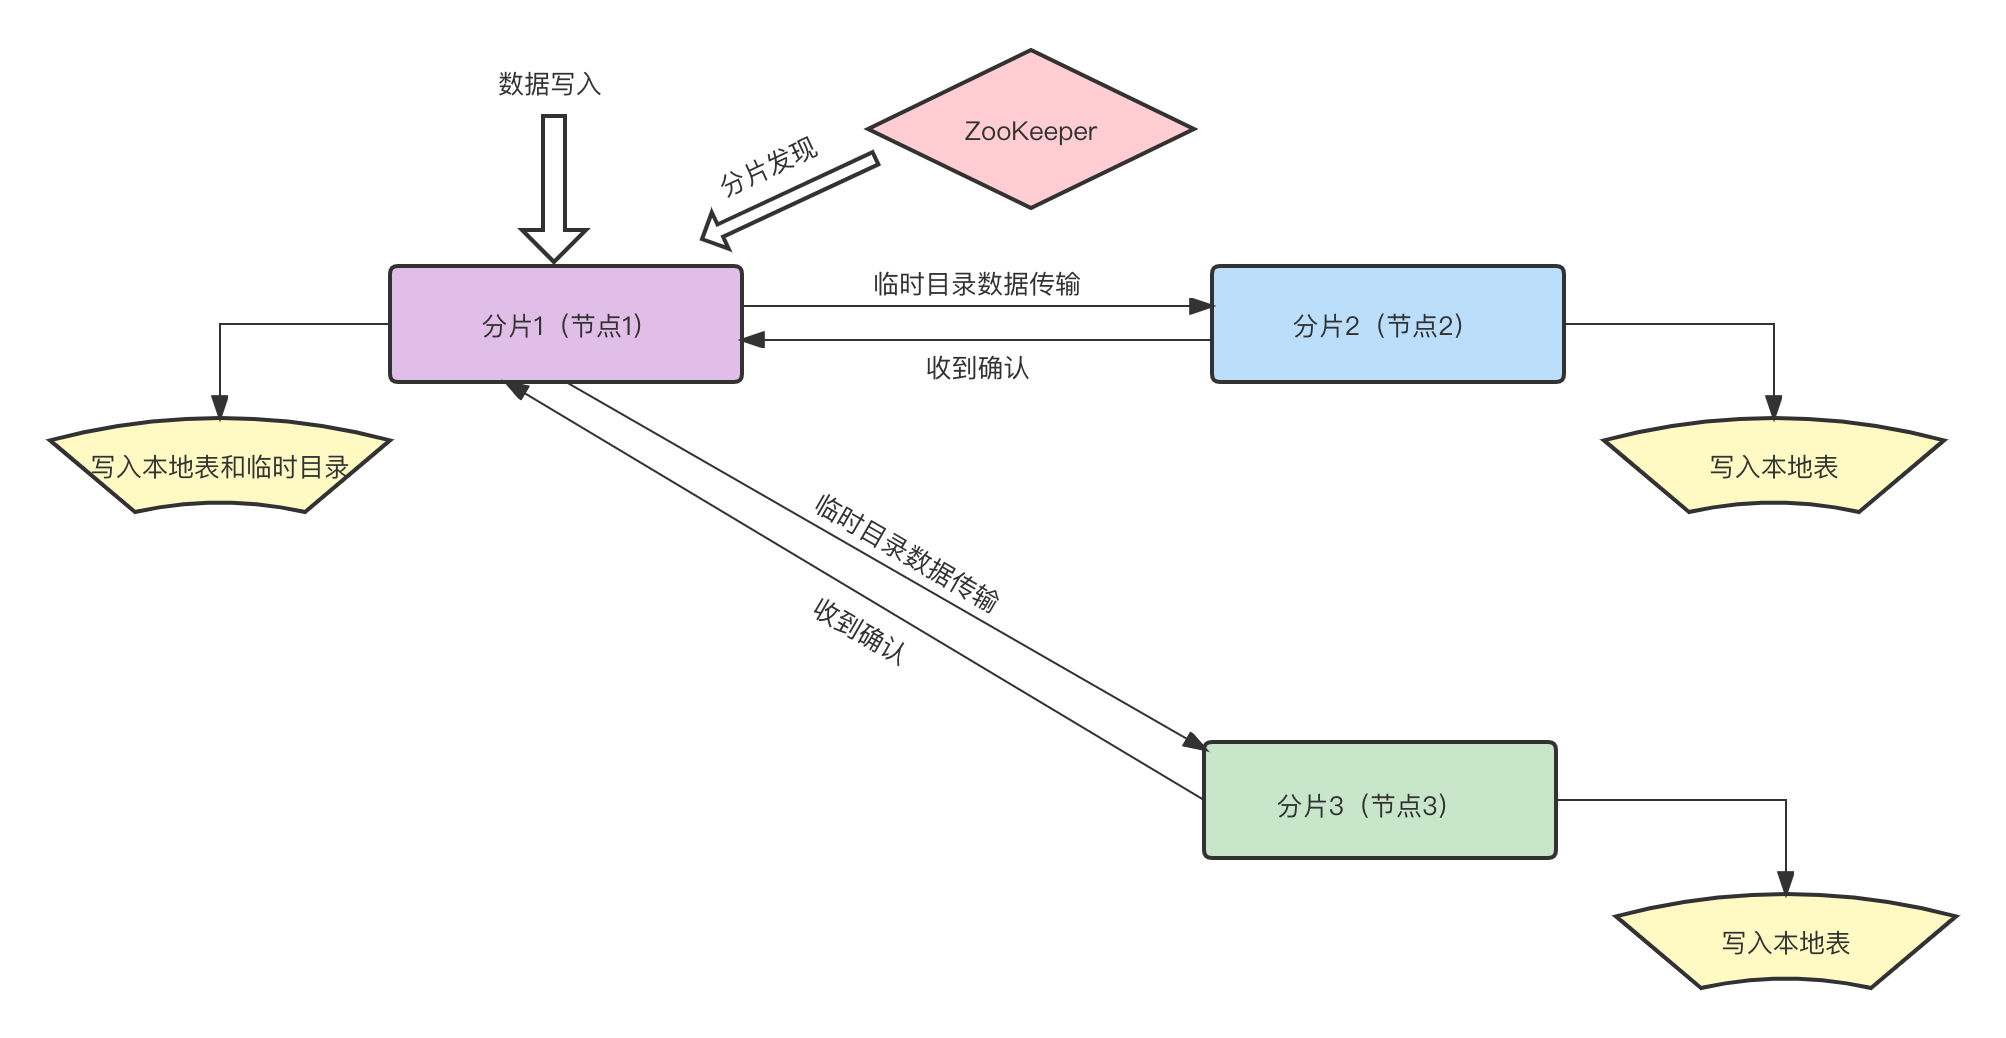 数据写入
ZooKeeper
分片发现
临时目录数据传输
分片1（节点1）
分片2（节点2）
收到确认
写入本地表和临时目录
写入本地表
临时目录数据传输
收到确认
分片3（节点3）
写入本地表